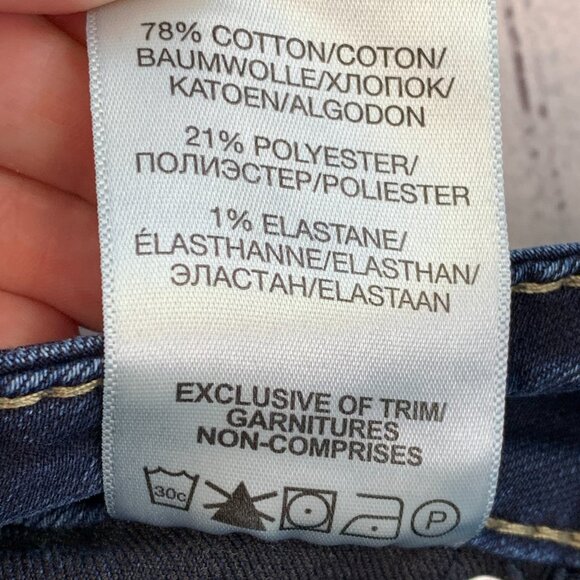 78% COTTON/COTON/
BAUMWOLLE/ХЛОПОК/
KATOEN/ALGODON
21% POLYESTER/
ПОЛИЭСТЕР/POLIESTER
1% ELASTANE/
ÉLASTHANNE/ELASTHAN/
ЭЛАСТАН/ELASTAAN
EXCLUSIVE OF TRIM/
GARNITURES
NON-COMPRISES
30c P